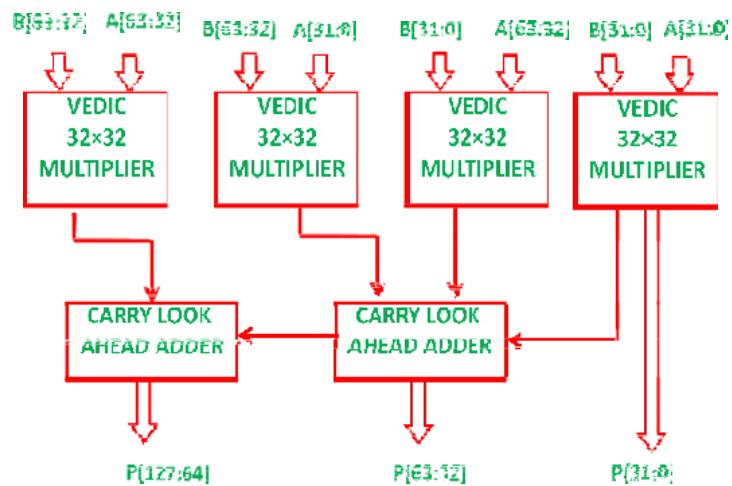 B[63:32] A[63:32] B[63:32] A[31:0] B[31:0] A[63:32] B[31:0] A[31:0]
VEDIC
32×32
MULTIPLIER
VEDIC
32×32
MULTIPLIER
VEDIC
32×32
MULTIPLIER
VEDIC
32×32
MULTIPLIER
CARRY LOOK
AHEAD ADDER
CARRY LOOK
AHEAD ADDER
P[127:64] P[63:32] P[31:0]